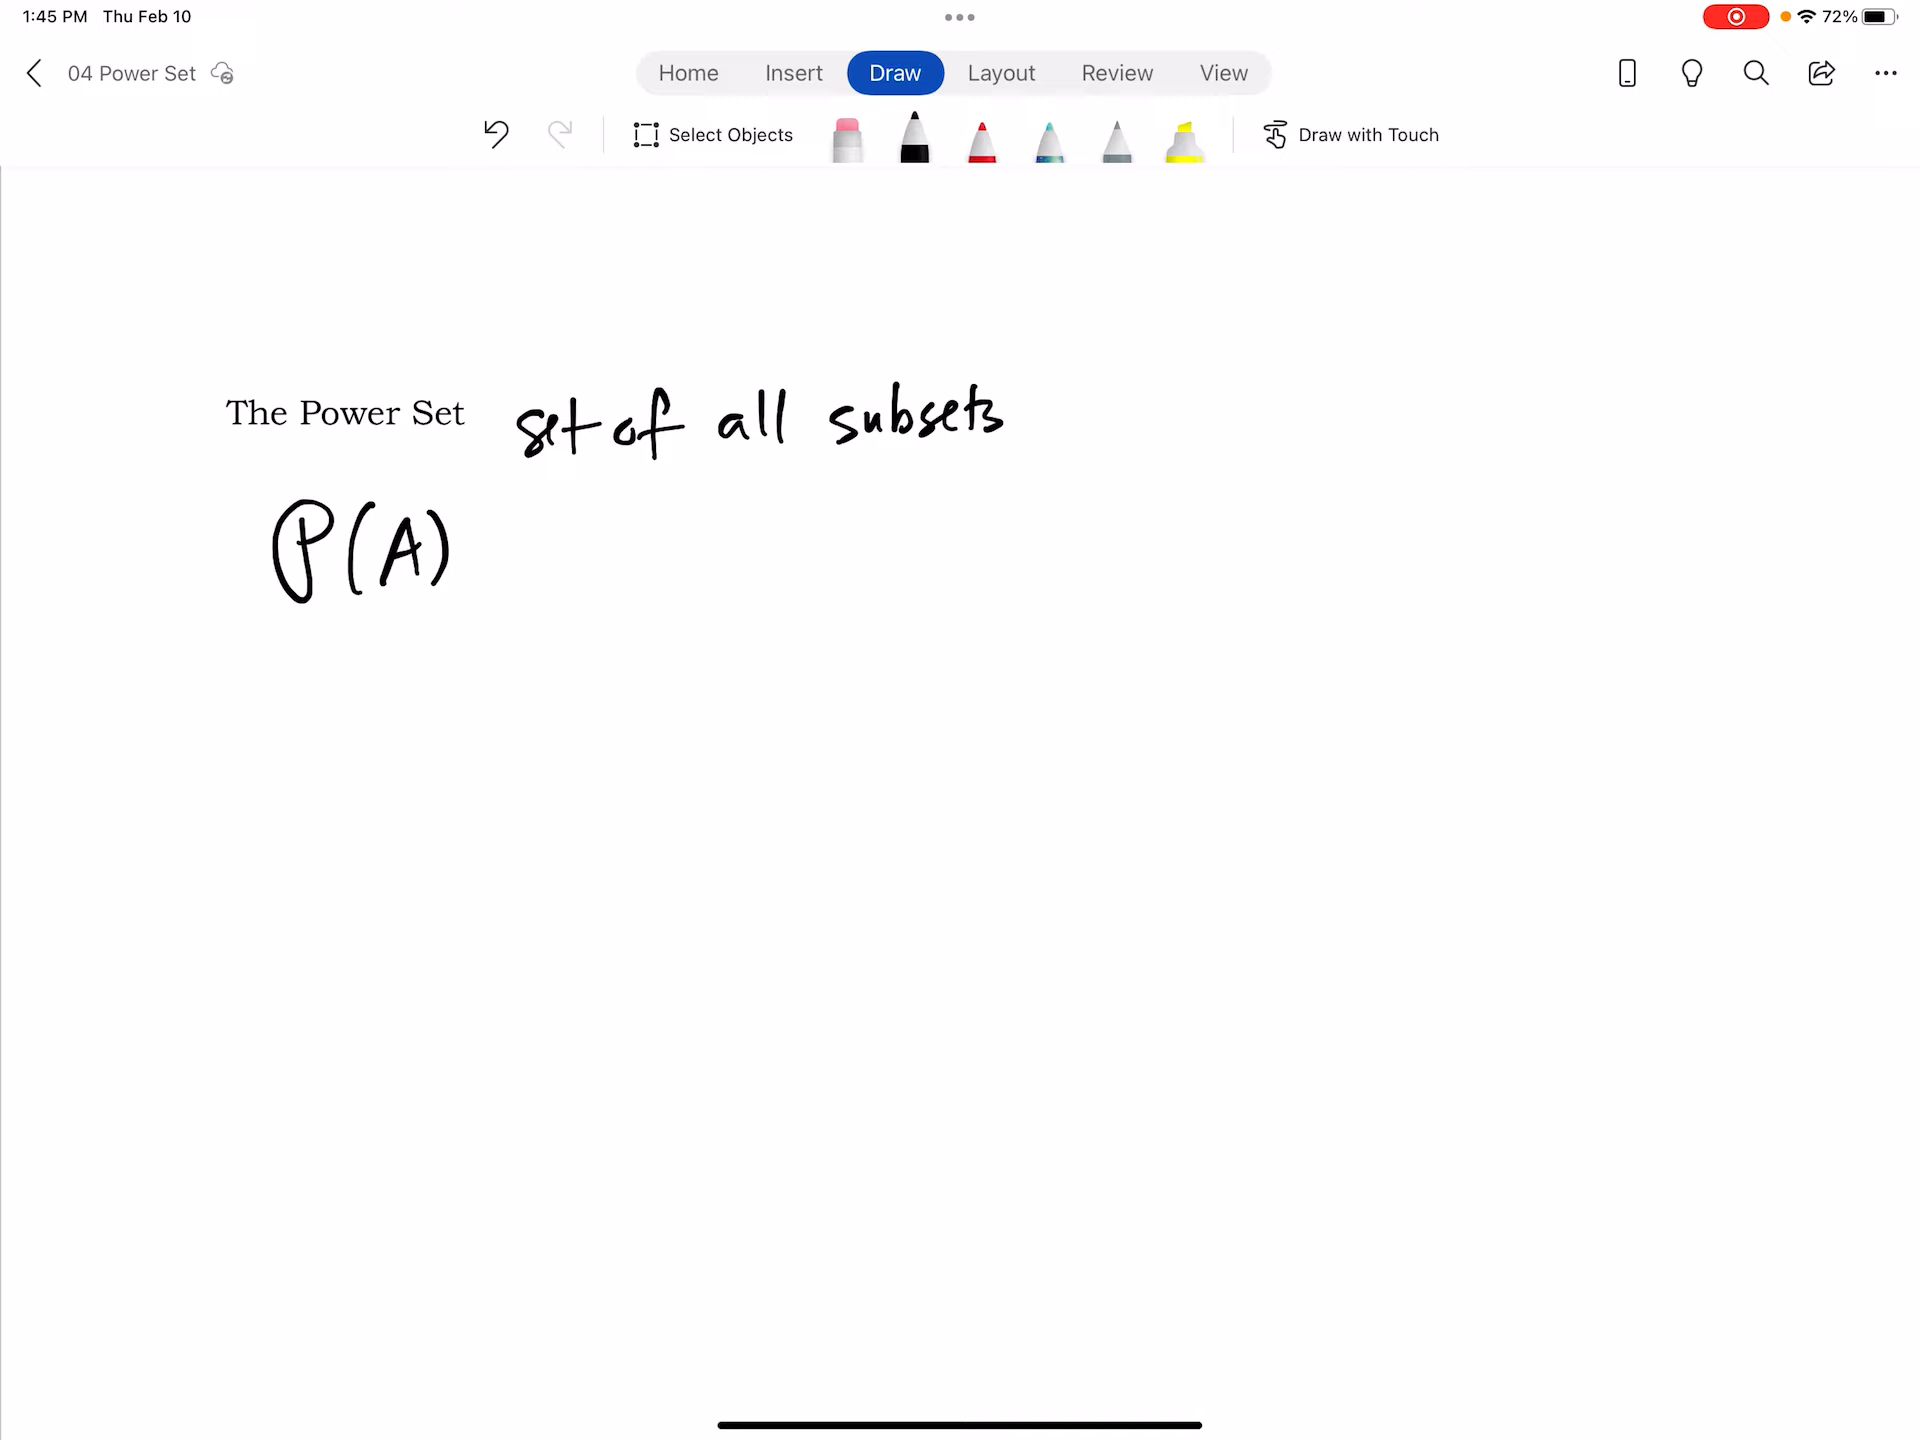 1:45 PM Thu Feb 10
72%
04 Power Set
Home Insert Draw Layout Review View
Select Objects
Draw with Touch
The Power Set set of all subsets
P(A)